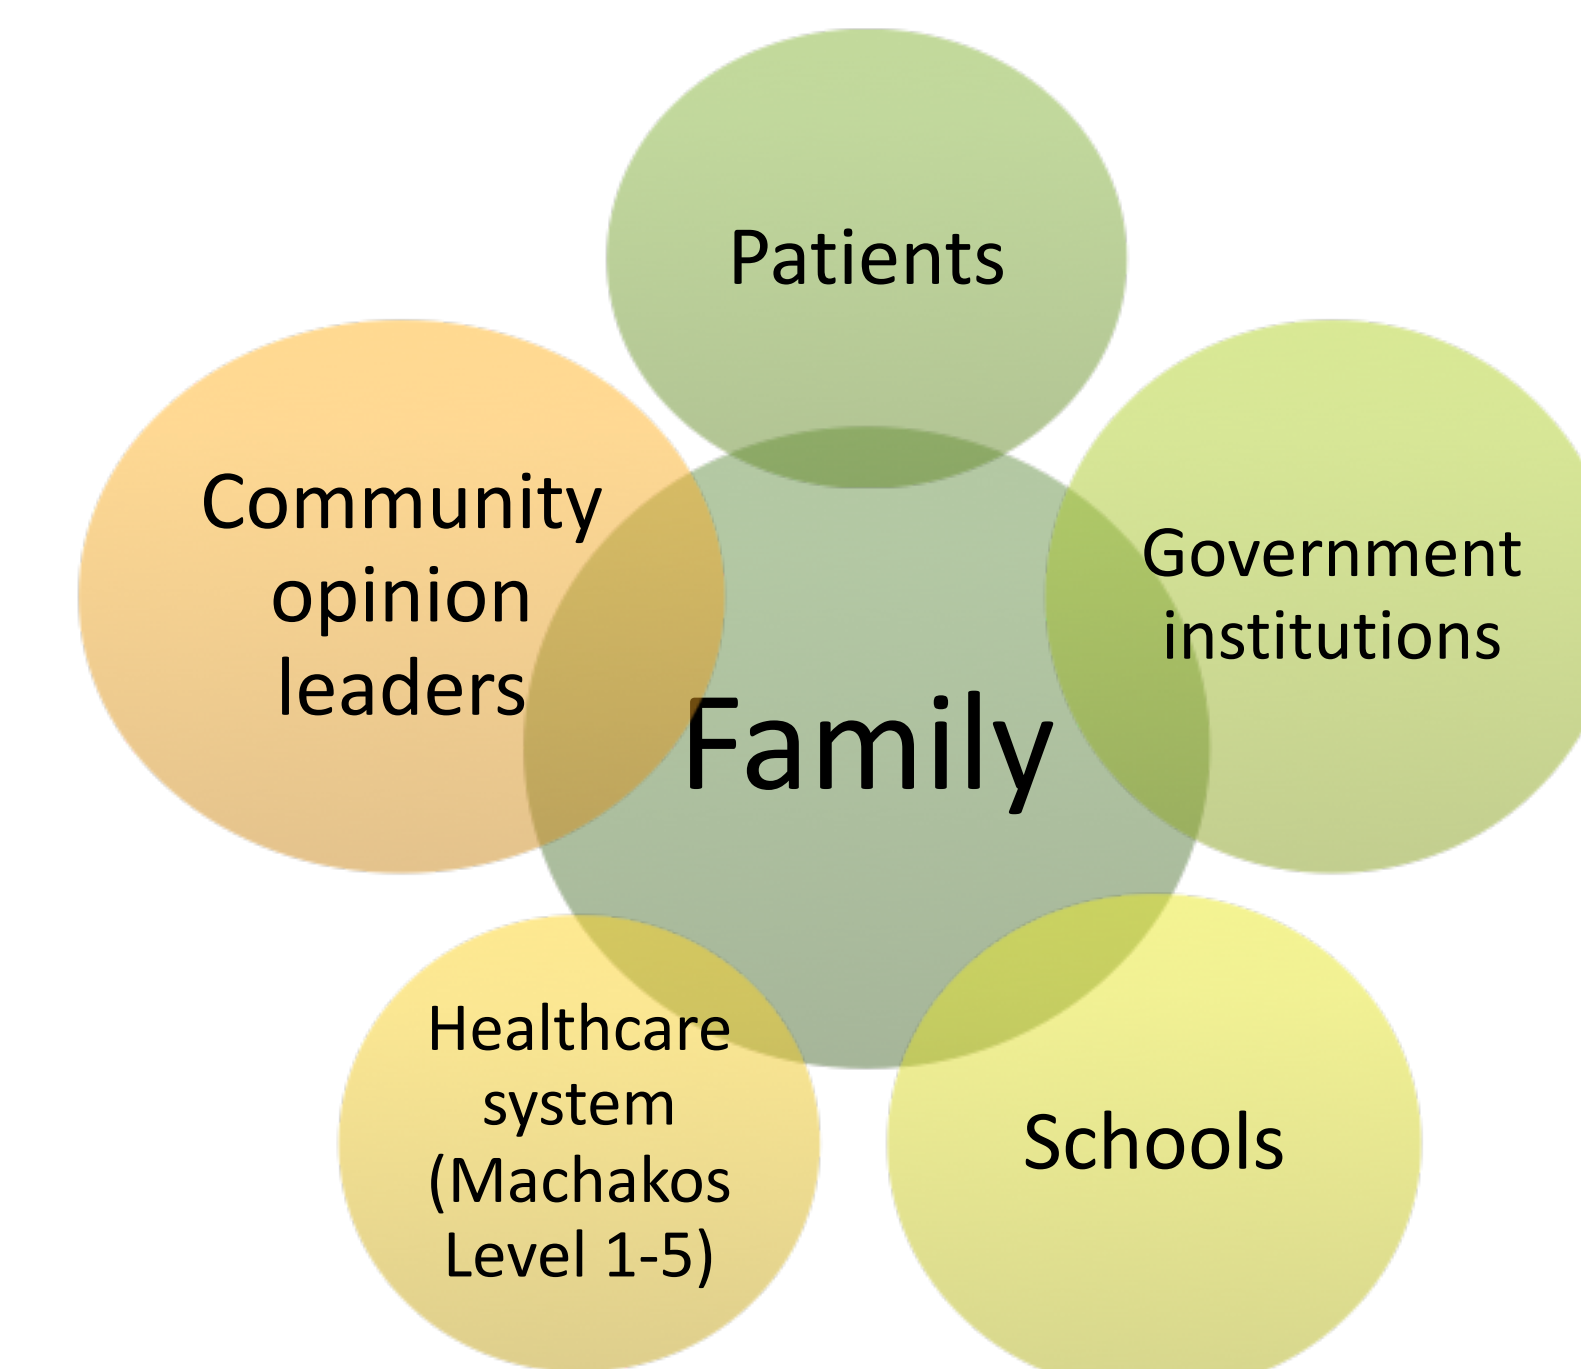 Patients
Community
opinion
leaders
Government
institutions
Family
Healthcare
system
(Machakos
Level 1-5)
Schools